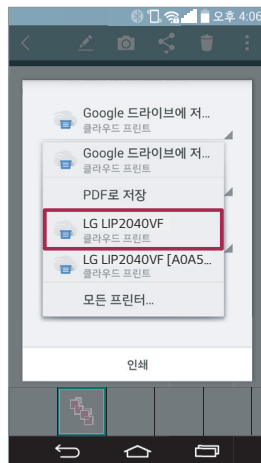 오후 4:06
Google 드라이브에 저...
클라우드 프린트
Google 드라이브에 저...
클라우드 프린트
PDF로 저장
LG LIP2040VF
클라우드 프린트
LG LIP2040VF [A0A5...
클라우드 프린트
모든 프린터...
인쇄